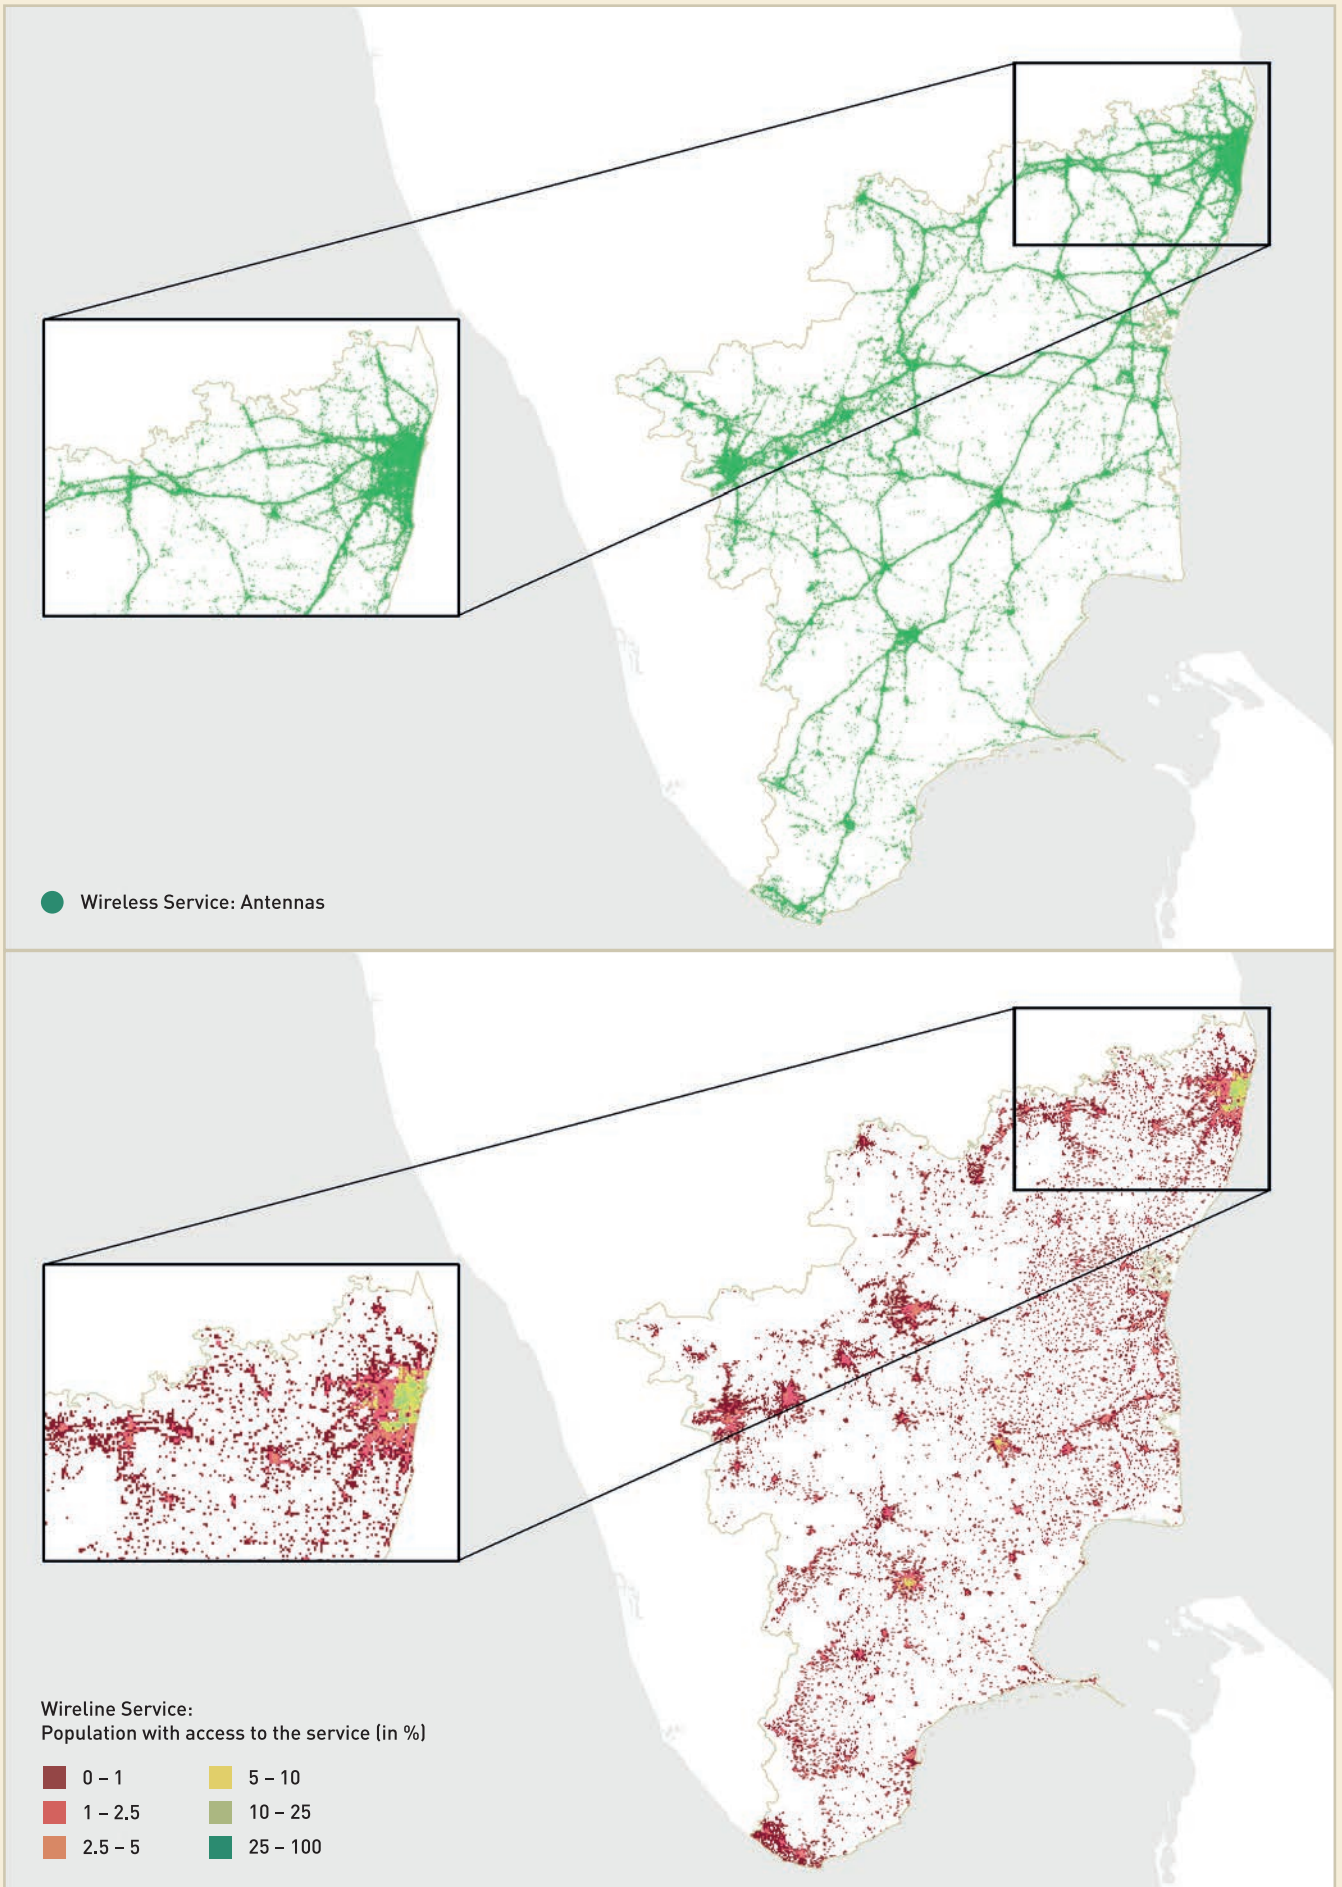 Wireless Service: Antennas
Wireline Service:
Population with access to the service (in %)
0 – 1
1 – 2.5
2.5 – 5
5 – 10
10 – 25
25 – 100